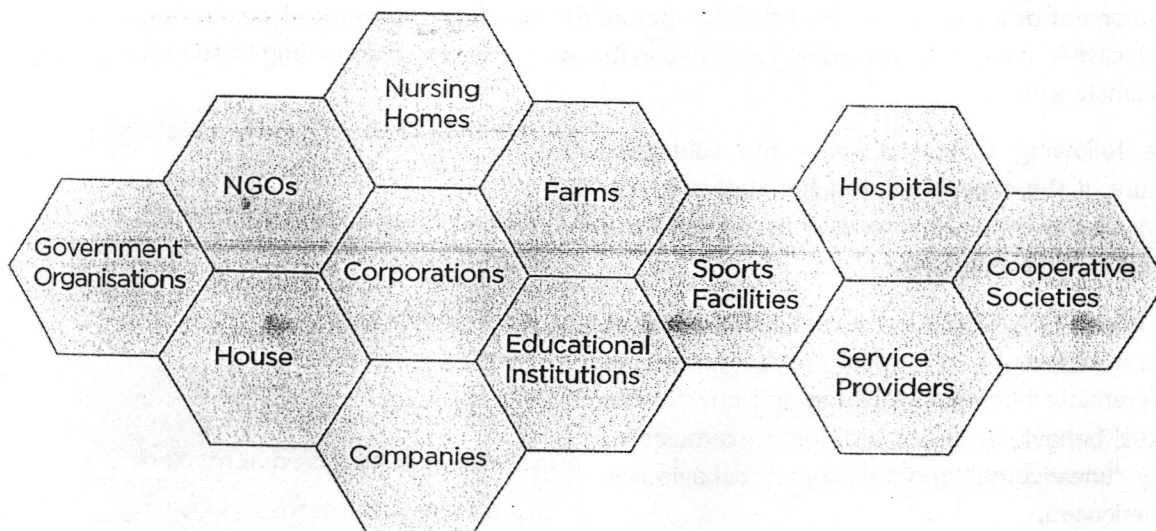 Nursing
Homes
NGOs
Farms
Hospitals
Government
Organisations
Corporations
Sports
Facilities
Cooperative
Societies
House
Educational
Institutions
Service
Providers
Companies